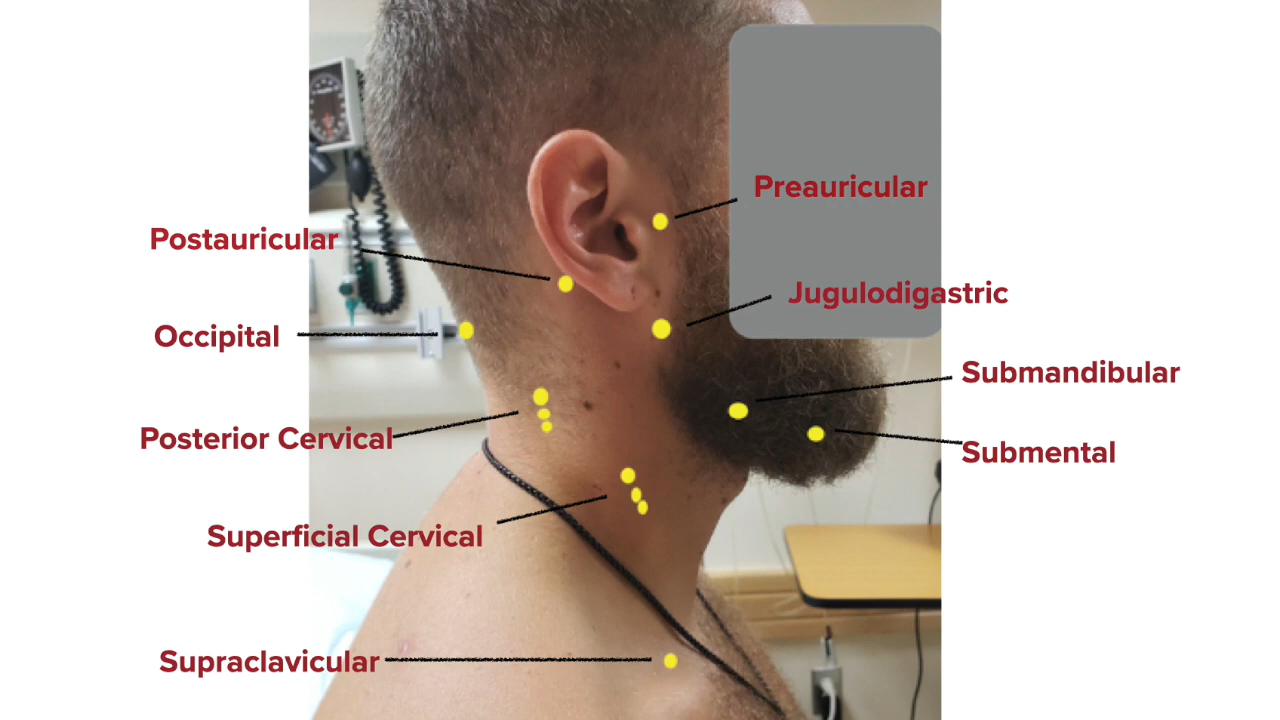 Preauricular
Postauricular
Jugulodigastric
Occipital
Submandibular
Posterior Cervical
Submental
Superficial Cervical
Supraclavicular